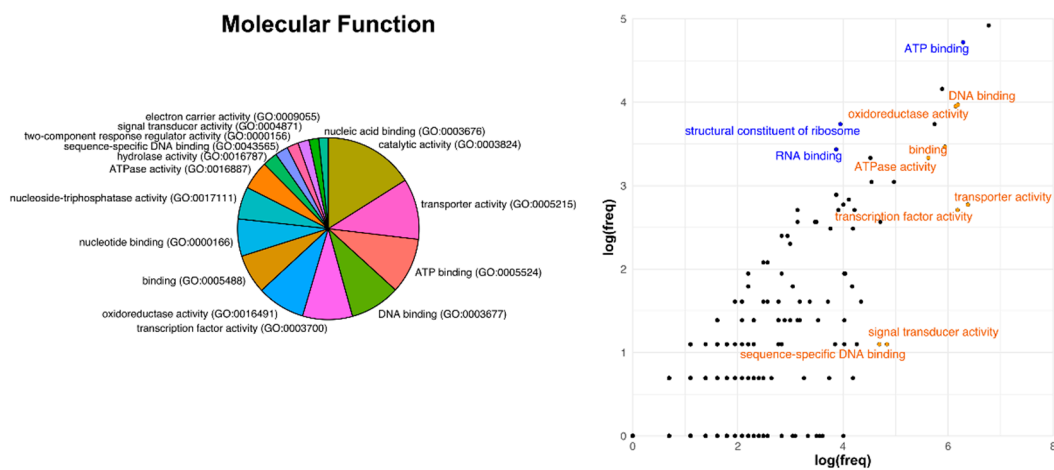 Molecular Function
electron carrier activity (GO:0009055)
signal transducer activity (GO:0004871)
two-component response regulator activity (GO:0000156)
sequence-specific DNA binding (GO:0043565)
hydrolase activity (GO:0016787)
ATPase activity (GO:0016887)
nucleoside-triphosphatase activity (GO:0017111)
nucleotide binding (GO:0000166)
binding (GO:0005488)
oxidoreductase activity (GO:0016491)
transcription factor activity (GO:0003700)
nucleic acid binding (GO:0003676)
catalytic activity (GO:0003824)
transporter activity (GO:0005215)
ATP binding (GO:0005524)
DNA binding (GO:0003677)
log(freq)
5
4
3
2
1
0
ATP binding
DNA binding
oxidoreductase activity
structural constituent of ribosome
binding
RNA binding
ATPase activity
transporter activity
transcription factor activity
signal transducer activity
sequence-specific DNA binding
0
2
4
6
8
log(freq)